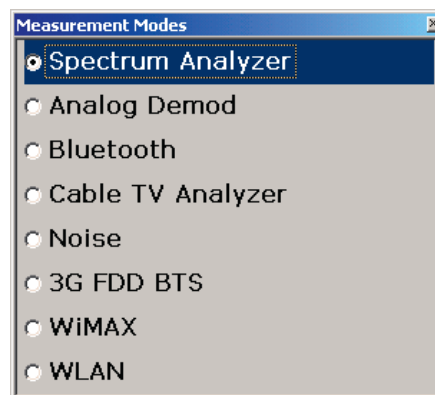 Measurement Modes
Spectrum Analyzer
Analog Demod
Bluetooth
Cable TV Analyzer
Noise
3G FDD BTS
WiMAX
WLAN